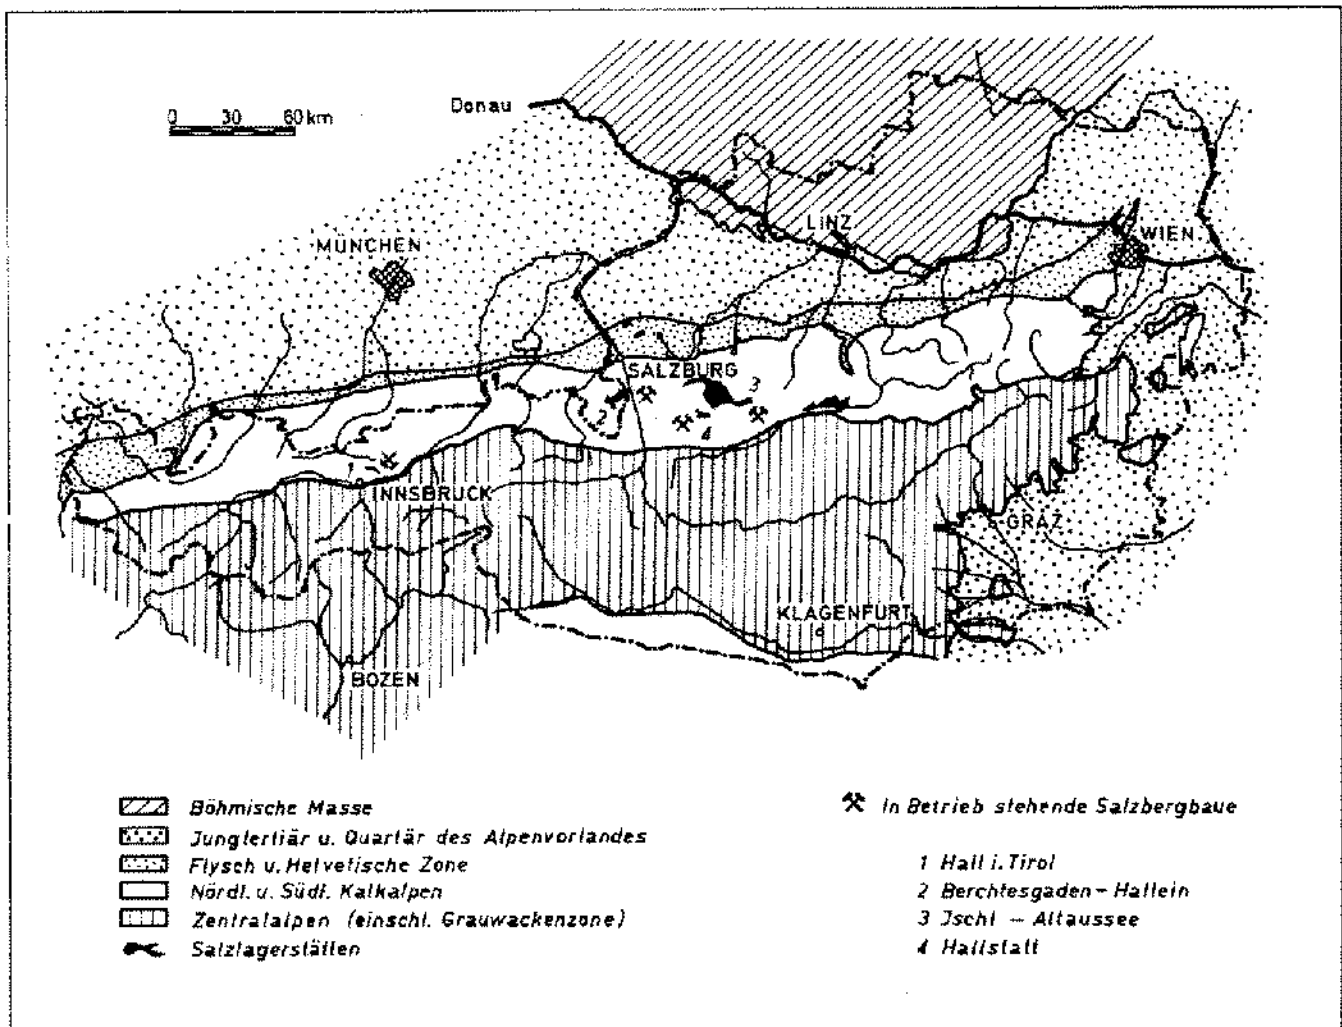 0 30 60 km
Donau
LINZ
WIEN
MÜNCHEN
SALZBURG
3
2
4
1
INNSBRUCK
GRAZ
KLAGENFURT
BOZEN
Böhmische Masse
Jungtertiär u. Quartär des Alpenvorlandes
Flysch u. Helvetische Zone
Nördl. u. Südl. Kalkalpen
Zentralalpen (einschl. Grauwackenzone)
Salzlagerstätten
In Betrieb stehende Salzbergbaue
1 Hall i. Tirol
2 Berchtesgaden - Hallein
3 Jschl - Altaussee
4 Hallstatt